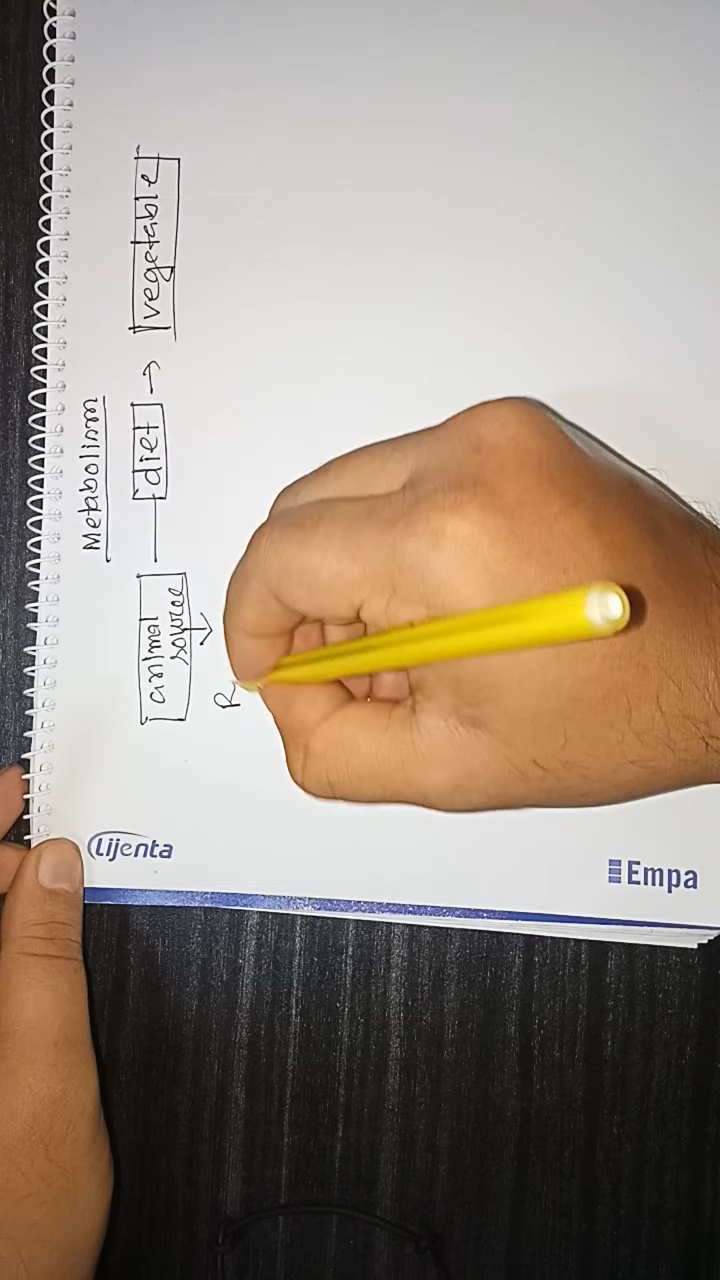 Metabolism
animal source — diet → vegetable
R
Lijenta
Empa